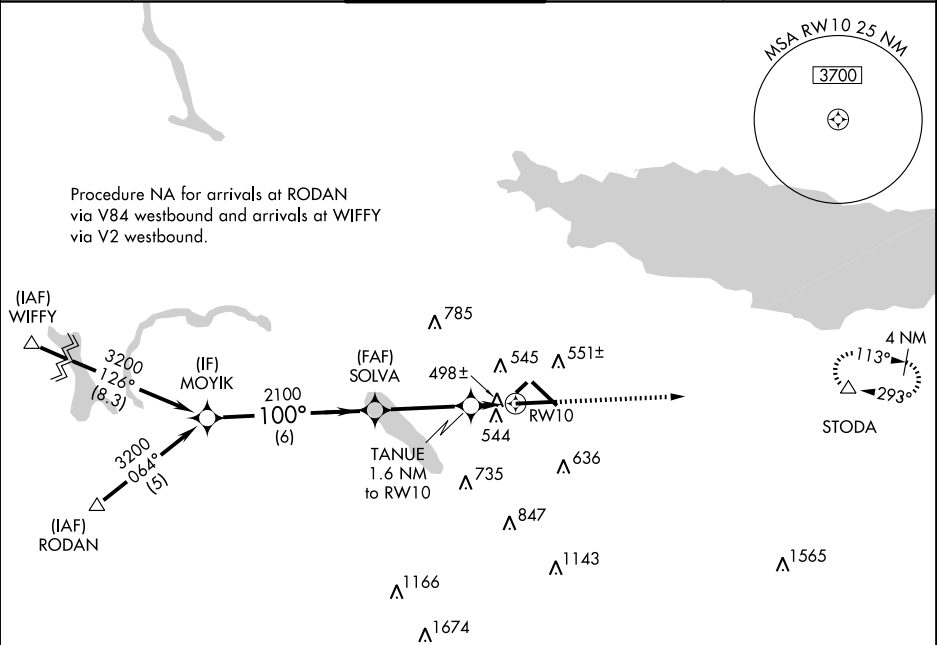 MSA RW10 25 NM
3700
Procedure NA for arrivals at RODAN
via V84 westbound and arrivals at WIFFY
via V2 westbound.
(IAF)
WIFFY
3200
126°
(8.3)
(IF)
MOYIK
3200
064°
(5)
(IAF)
RODAN
2100
100°
(6)
(FAF)
SOLVA
785
498±
545
551±
RW10
544
TANUE
1.6 NM
to RW10
735
636
847
1143
1166
1674
1565
4 NM
113°
293°
STODA